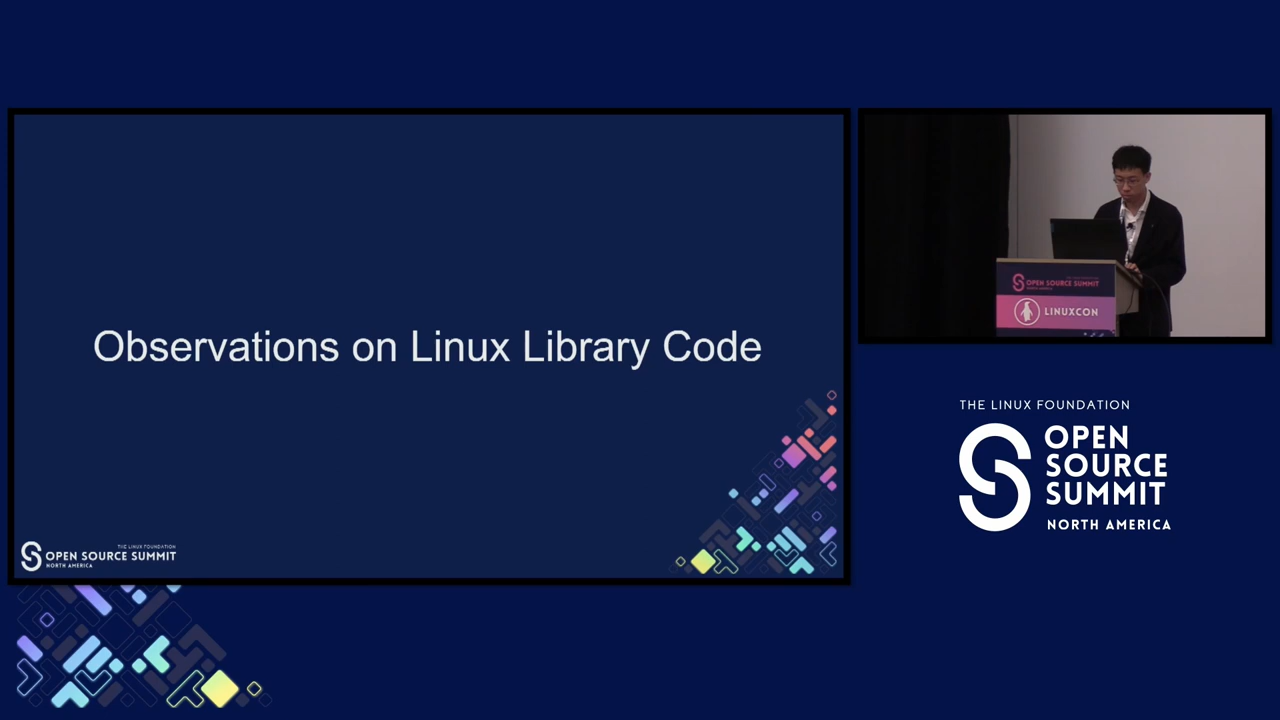 Observations on Linux Library Code
THE LINUX FOUNDATION
OPEN SOURCE SUMMIT
NORTH AMERICA
OPEN SOURCE SUMMIT
LINUXCON
THE LINUX FOUNDATION
OPEN
SOURCE
SUMMIT
NORTH AMERICA